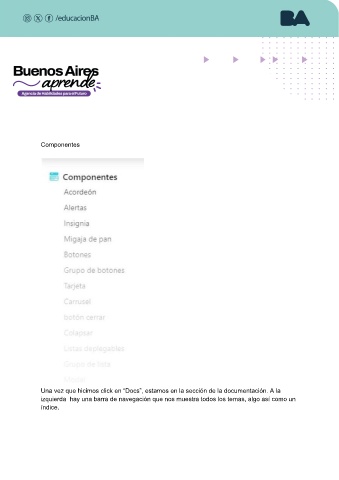 /educacionBA
BA
Buenos Aires
aprende
Agencia de Habilidades para el Futuro
Componentes
Componentes
Acordeón
Alertas
Insignia
Migaja de pan
Botones
Grupo de botones
Tarjeta
Carrusel
botón cerrar
Colapsar
Listas desplegables
Grupo de lista
Una vez que hicimos click en “Docs”, estamos en la sección de la documentación. A la
izquierda hay una barra de navegación que nos muestra todos los temas, algo así como un
índice.